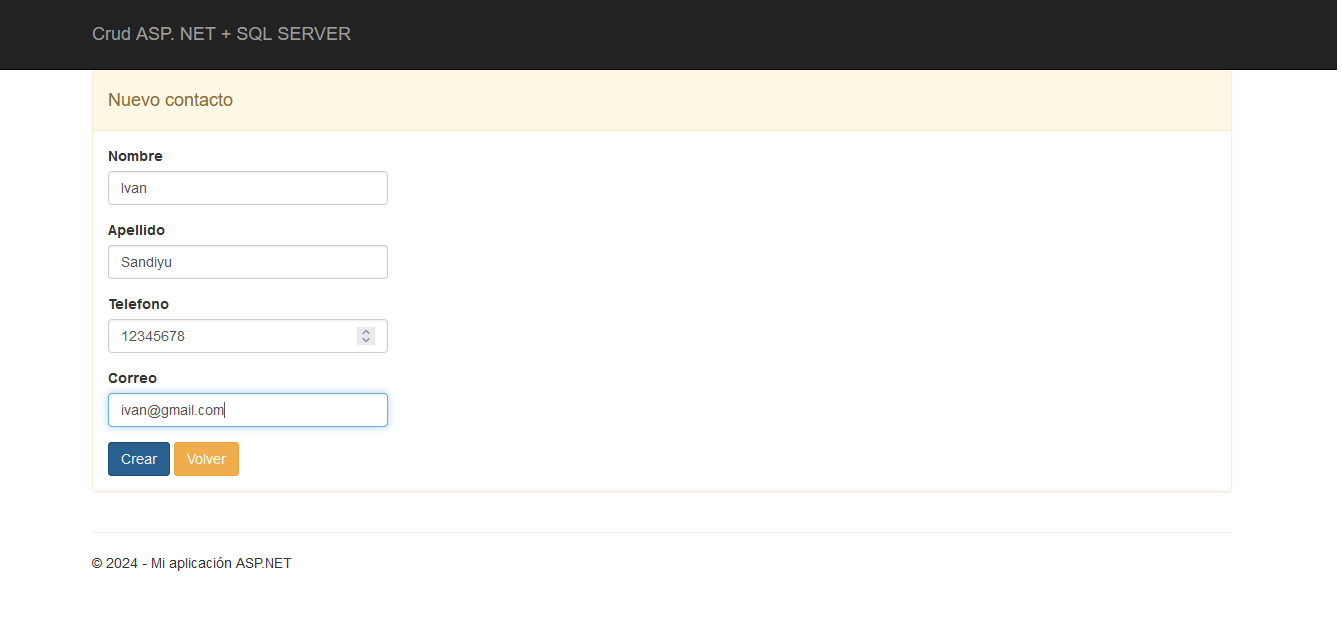 Crud ASP. NET + SQL SERVER
Nuevo contacto
Nombre
Ivan
Apellido
Sandiyu
Telefono
12345678
Correo
ivan@gmail.com
Crear Volver
© 2024 - Mi aplicación ASP.NET